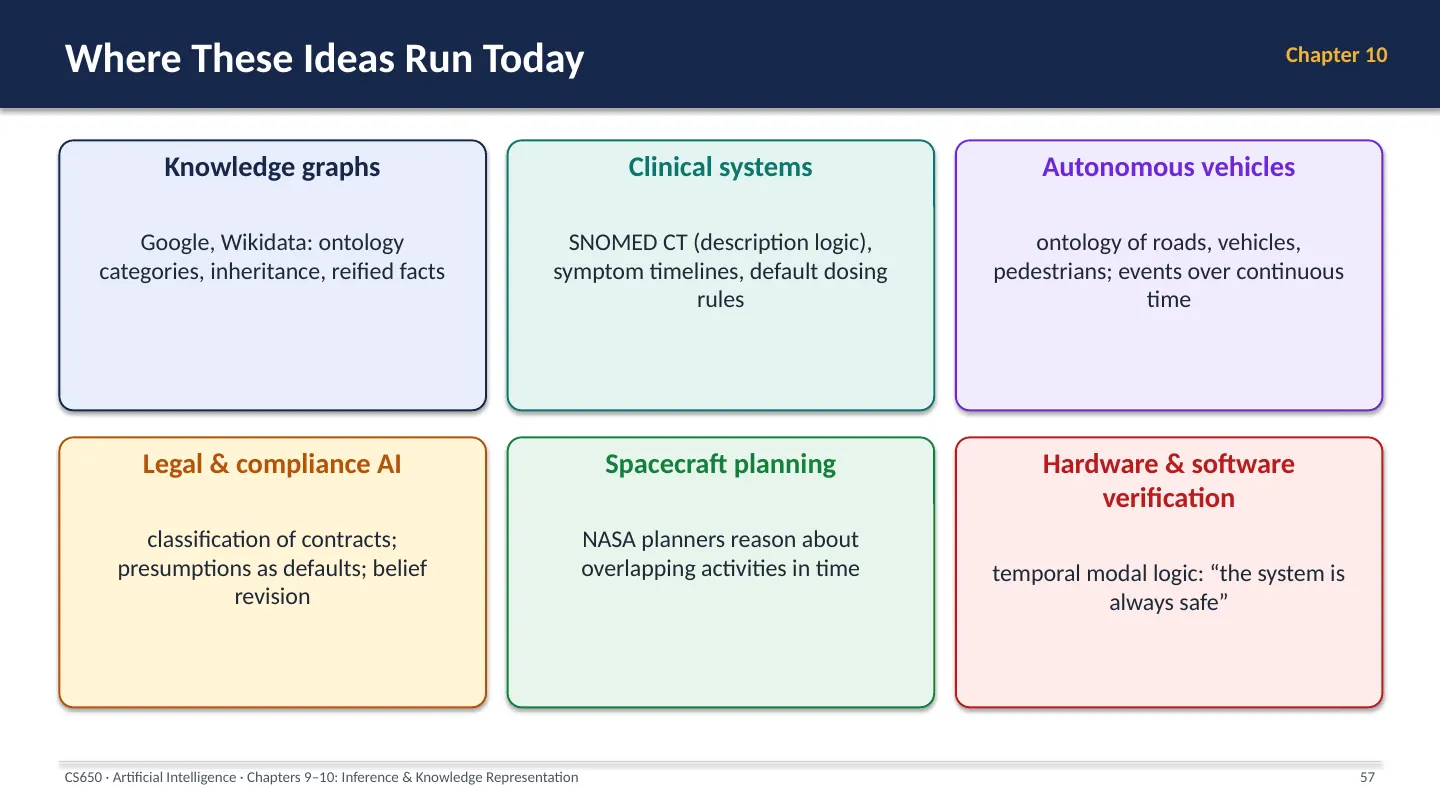 Where These Ideas Run Today
Chapter 10
Knowledge graphs
Google, Wikidata: ontology
categories, inheritance, reified facts
Clinical systems
SNOMED CT (description logic),
symptom timelines, default dosing
rules
Autonomous vehicles
ontology of roads, vehicles,
pedestrians; events over continuous
time
Legal & compliance AI
classification of contracts;
presumptions as defaults; belief
revision
Spacecraft planning
NASA planners reason about
overlapping activities in time
Hardware & software
verification
temporal modal logic: “the system is
always safe”
CS650 · Artificial Intelligence · Chapters 9–10: Inference & Knowledge Representation
57